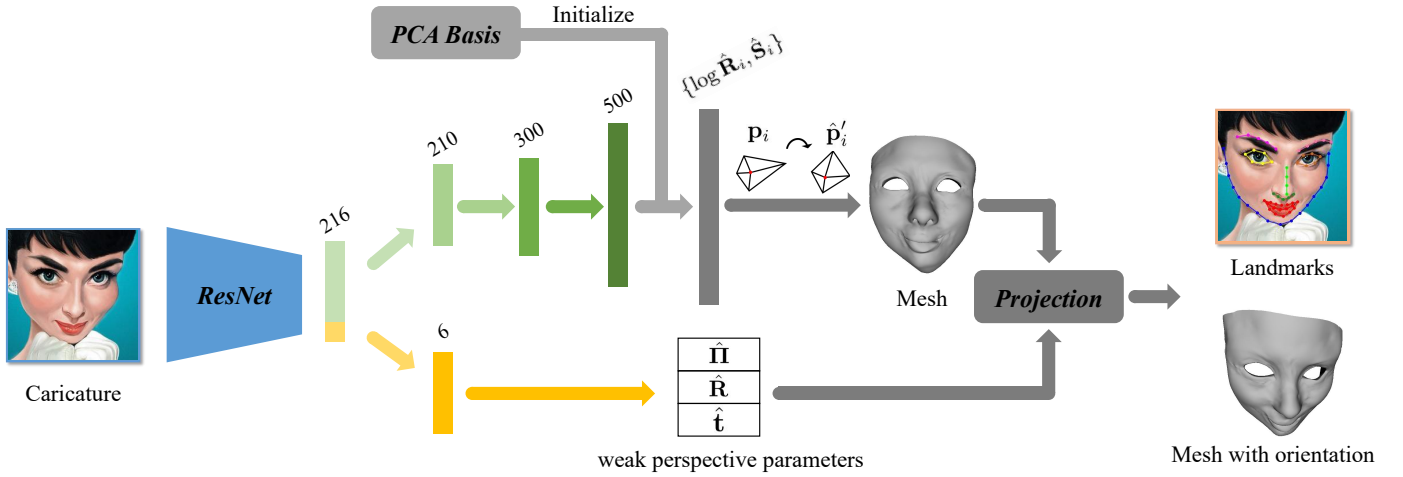 PCA Basis
Initialize
{log R̂ᵢ, Ŝᵢ}
500
300
210
216
pᵢ
p̂′ᵢ
ResNet
Caricature
6
Π̂
R̂
t̂
weak perspective parameters
Mesh
Projection
Landmarks
Mesh with orientation